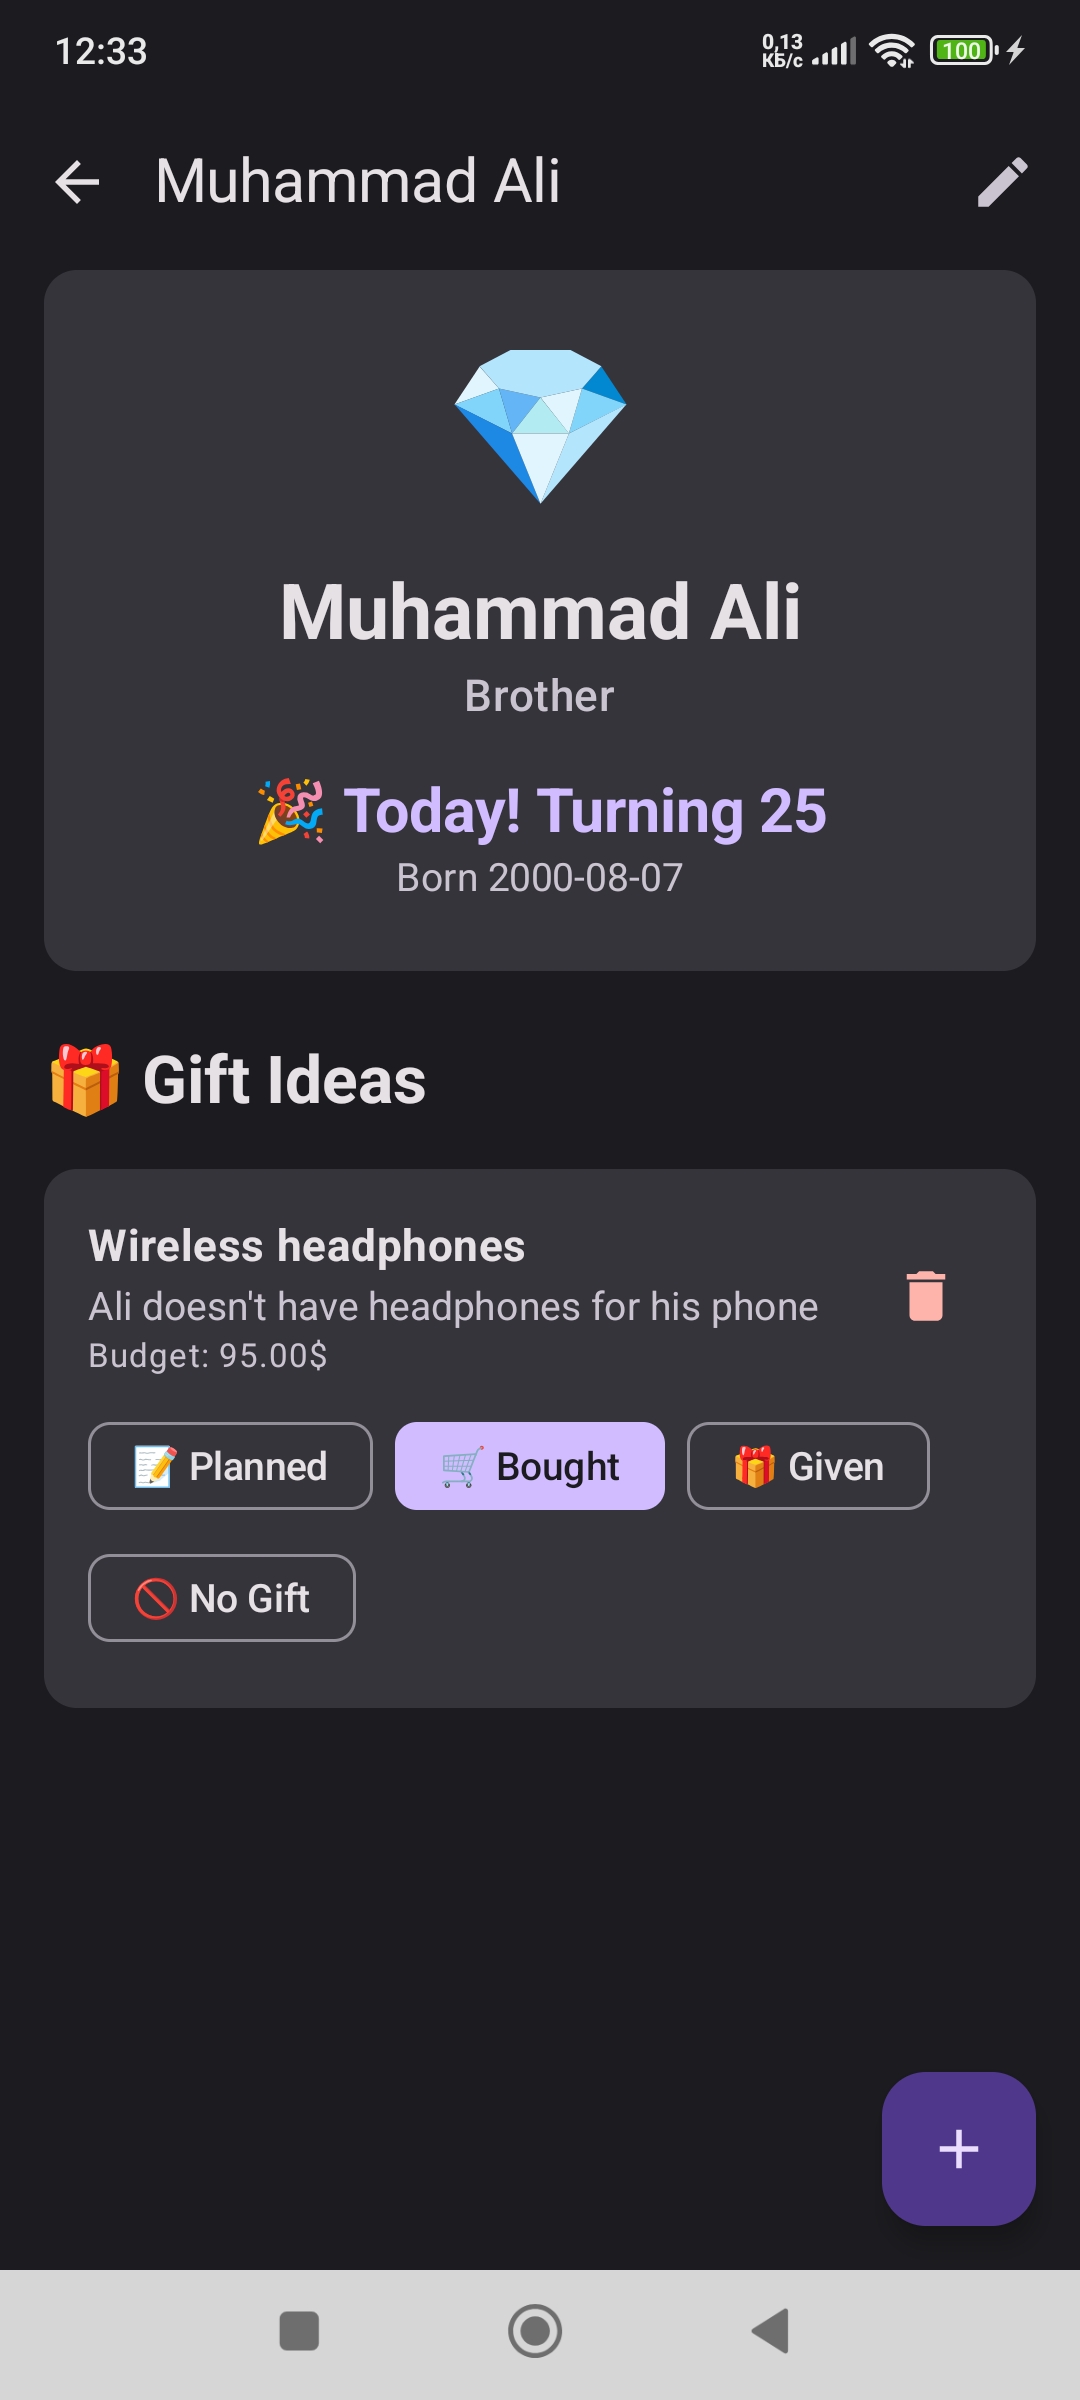 12:33
0,13
КБ/с
100
Muhammad Ali
Muhammad Ali
Brother
🎉 Today! Turning 25
Born 2000-08-07
🎁 Gift Ideas
Wireless headphones
Ali doesn't have headphones for his phone
Budget: 95.00$
📝 Planned
🛒 Bought
🎁 Given
🚫 No Gift